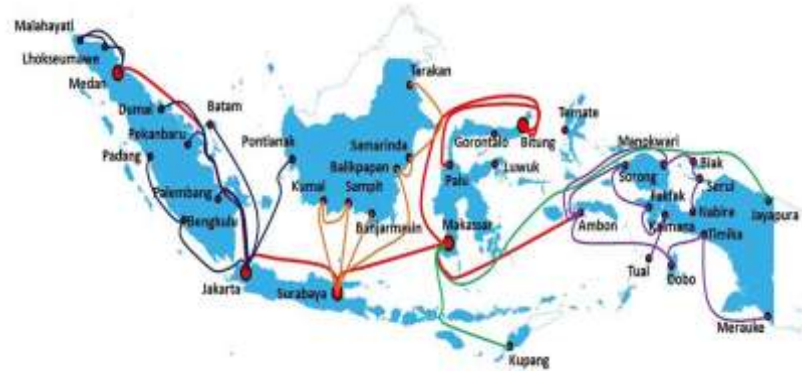 Malahayati
Lhokseumawe
Medan
Dumai
Batam
Pekanbaru
Padang
Pontianak
Palembang
Bengkulu
Jakarta
Surabaya
Tarakan
Samarinda
Balikpapan
Kumai
Sampit
Banjarmasin
Gorontalo
Bitung
Ternate
Palu
Luwuk
Makassar
Manokwari
Sorong
Biak
Serui
Fakfak
Kaimana
Nabire
Jayapura
Timika
Ambon
Tual
Dobo
Merauke
Kupang